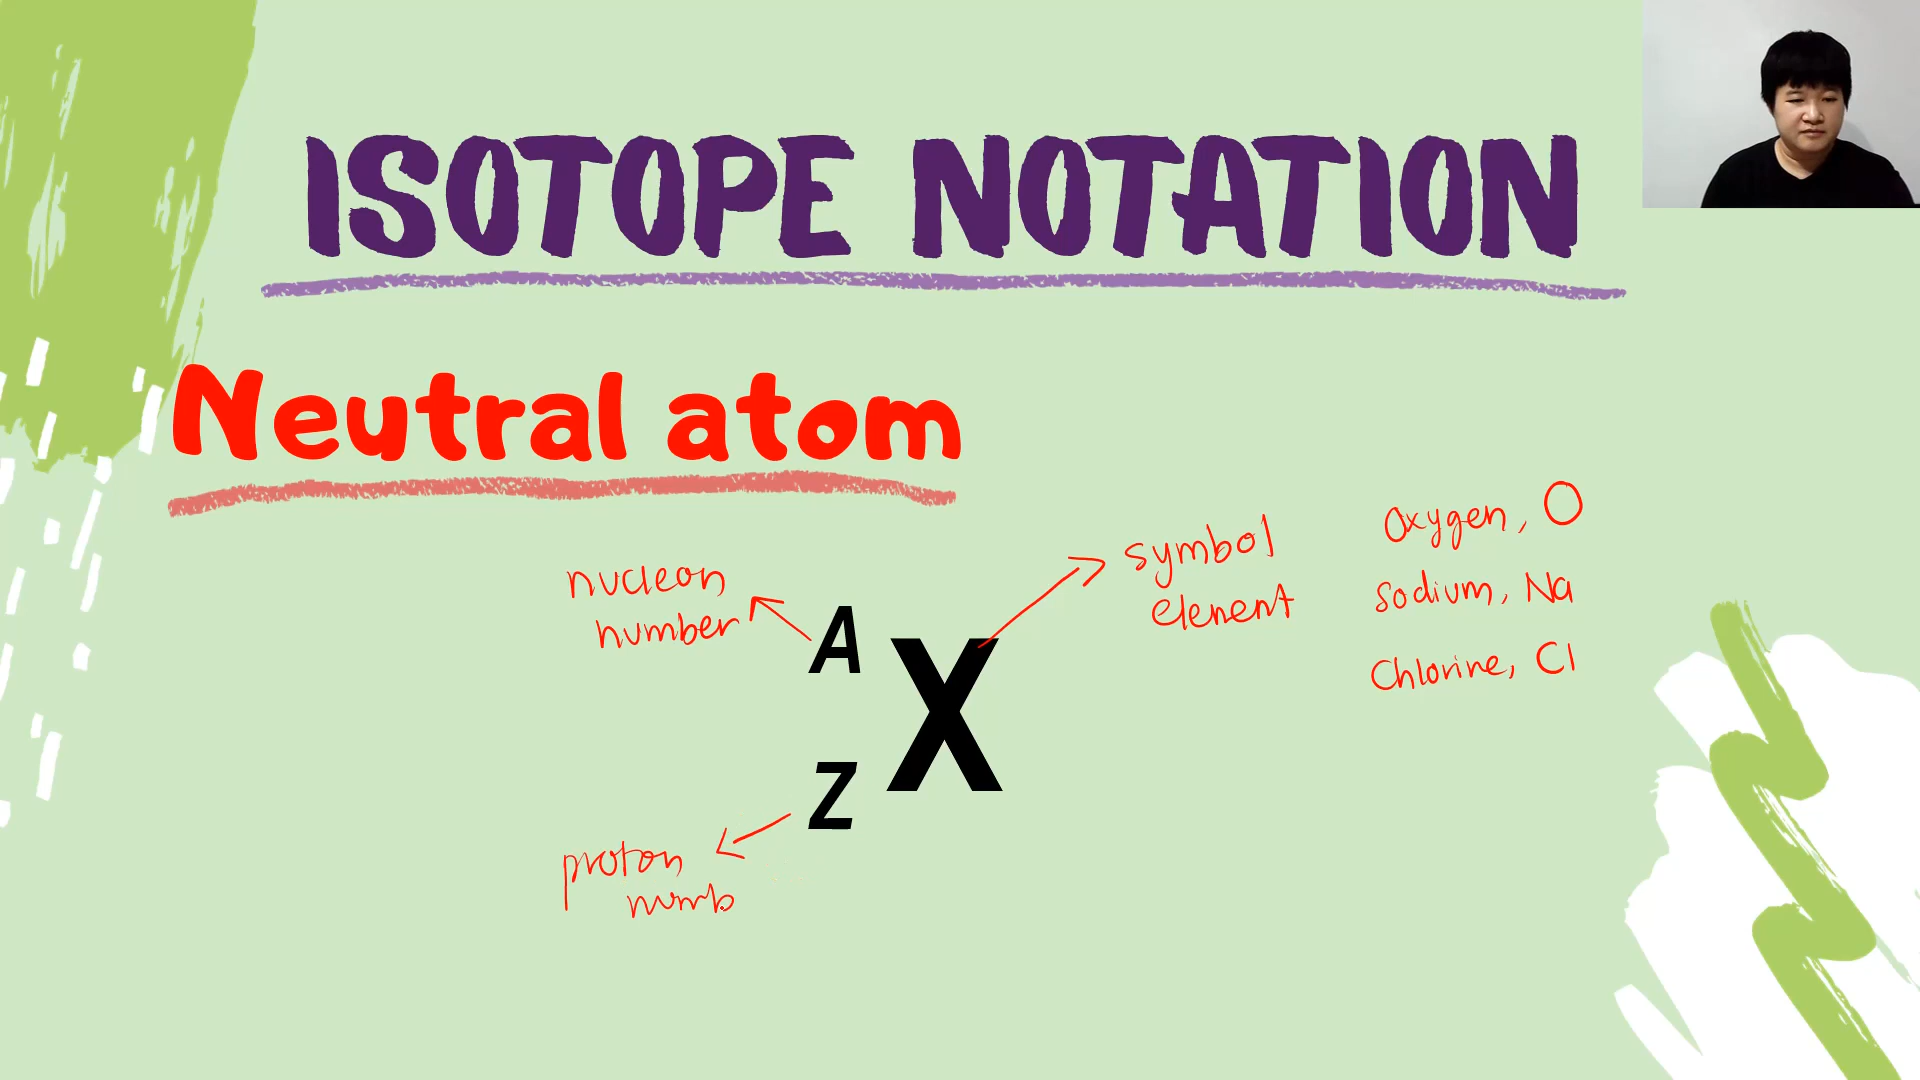 ISOTOPE NOTATION
Neutral atom
nucleon
number
A
X
Z
proton
numb
symbol
element
Oxygen, O
Sodium, Na
Chlorine, Cl